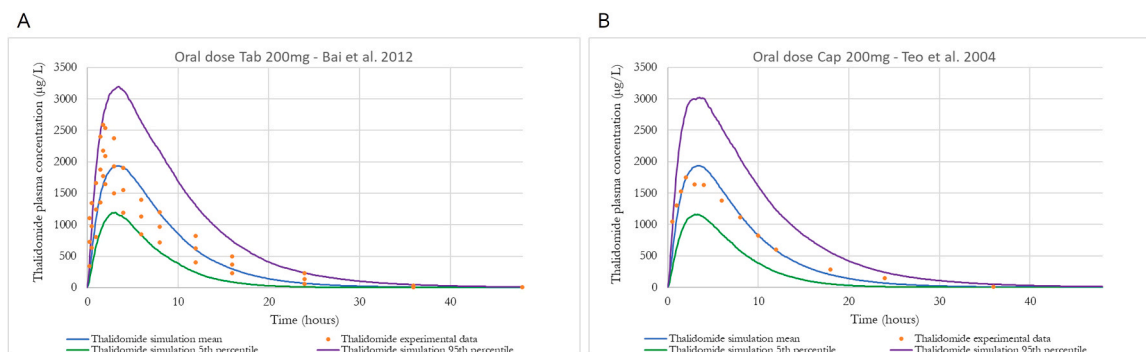 A
Oral dose Tab 200mg - Bai et al. 2012
Thalidomide plasma concentration (µg/L)
3500
3000
2500
2000
1500
1000
500
0
0 10 20 30 40
Time (hours)
Thalidomide simulation mean Thalidomide experimental data
Thalidomide simulation 5th percentile Thalidomide simulation 95th percentile
B
Oral dose Cap 200mg - Teo et al. 2004
Thalidomide plasma concentration (µg/L)
3500
3000
2500
2000
1500
1000
500
0
0 10 20 30 40
Time (hours)
Thalidomide simulation mean Thalidomide experimental data
Thalidomide simulation 5th percentile Thalidomide simulation 95th percentile